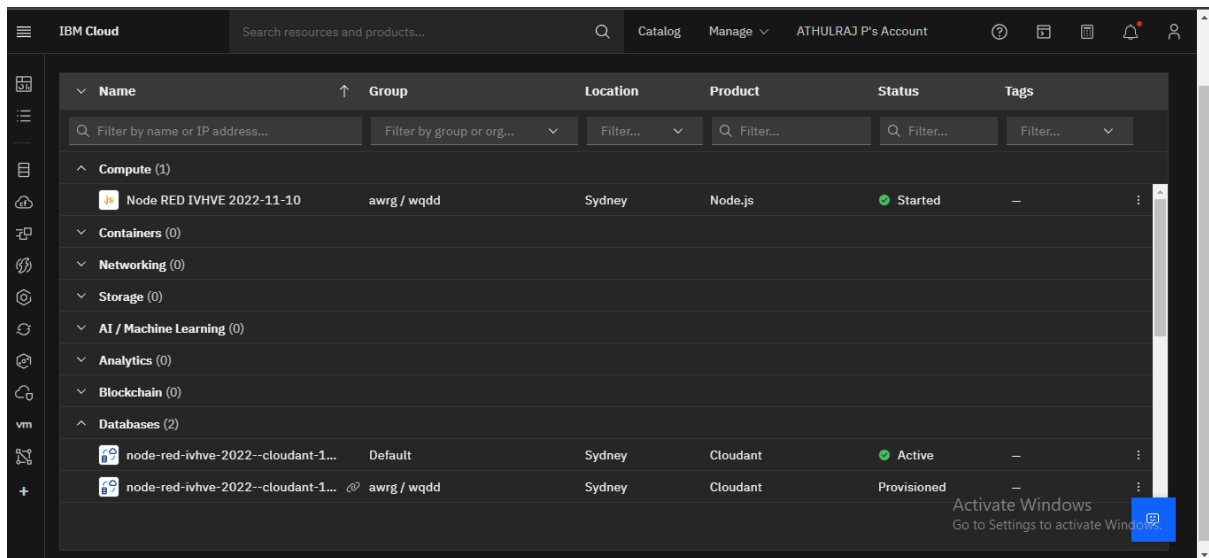 IBM Cloud Search resources and products... Catalog Manage ATHULRAJ P's Account
Name Group Location Product Status Tags
Filter by name or IP address... Filter by group or org... Filter... Filter... Filter... Filter...
Compute (1)
.js Node RED IVHVE 2022-11-10 awrg / wqdd Sydney Node.js Started –
Containers (0)
Networking (0)
Storage (0)
AI / Machine Learning (0)
Analytics (0)
Blockchain (0)
vm
Databases (2)
node-red-ivhve-2022--cloudant-1... Default Sydney Cloudant Active –
node-red-ivhve-2022--cloudant-1... awrg / wqdd Sydney Cloudant Provisioned –
Activate Windows
Go to Settings to activate Windows.